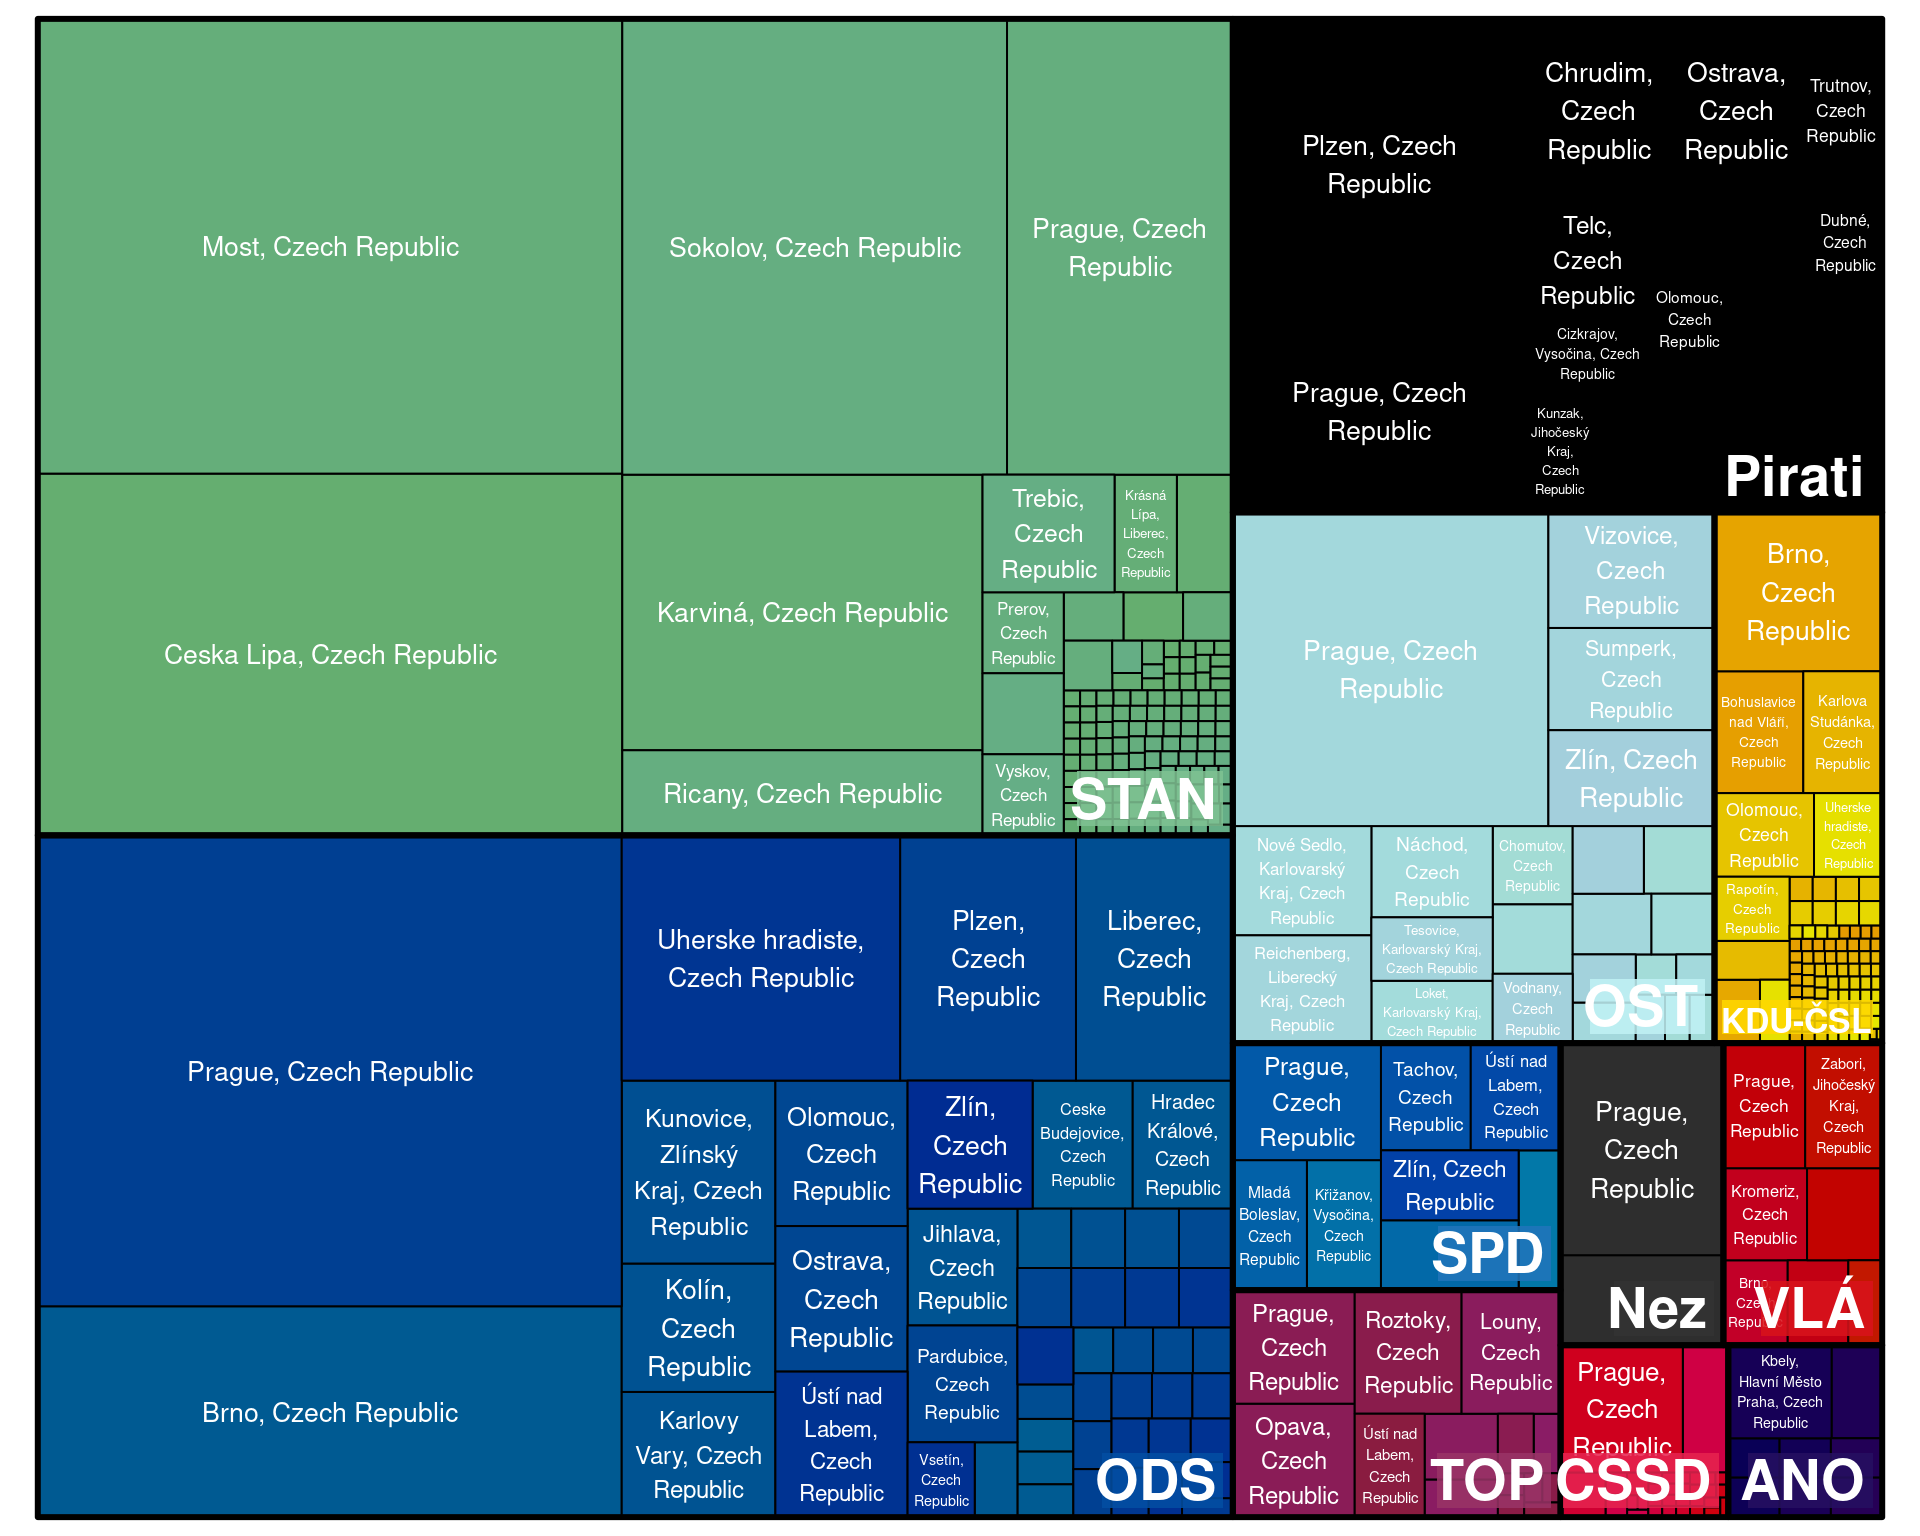 Most, Czech Republic
Sokolov, Czech Republic
Prague, Czech
Republic
Ceska Lipa, Czech Republic
Karviná, Czech Republic
Ricany, Czech Republic
Trebic,
Czech
Republic
Krásná
Lípa,
Liberec,
Czech
Republic
Prerov,
Czech
Republic
Vyskov,
Czech
Republic
STAN
Plzen, Czech
Republic
Chrudim,
Czech
Republic
Ostrava,
Czech
Republic
Trutnov,
Czech
Republic
Telc,
Czech
Republic
Dubné,
Czech
Republic
Olomouc,
Czech
Republic
Cizkrajov,
Vysočina, Czech
Republic
Prague, Czech
Republic
Kunzak,
Jihočeský
Kraj,
Czech
Republic
Pirati
Prague, Czech
Republic
Vizovice,
Czech
Republic
Sumperk,
Czech
Republic
Zlín, Czech
Republic
Nové Sedlo,
Karlovarský
Kraj, Czech
Republic
Reichenberg,
Liberecký
Kraj, Czech
Republic
Náchod,
Czech
Republic
Tesovice,
Karlovarský Kraj,
Czech Republic
Loket,
Karlovarský Kraj,
Czech Republic
Chomutov,
Czech
Republic
Vodnany,
Czech
Republic
OST
Brno,
Czech
Republic
Bohuslavice
nad Vláří,
Czech
Republic
Karlova
Studánka,
Czech
Republic
Olomouc,
Czech
Republic
Uherske
hradiste,
Czech
Republic
Rapotín,
Czech
Republic
KDU-ČSL
Prague, Czech Republic
Brno, Czech Republic
Uherske hradiste,
Czech Republic
Plzen,
Czech
Republic
Liberec,
Czech
Republic
Kunovice,
Zlínský
Kraj, Czech
Republic
Kolín,
Czech
Republic
Karlovy
Vary, Czech
Republic
Olomouc,
Czech
Republic
Ostrava,
Czech
Republic
Ústí nad
Labem,
Czech
Republic
Zlín,
Czech
Republic
Ceske
Budejovice,
Czech
Republic
Hradec
Králové,
Czech
Republic
Jihlava,
Czech
Republic
Pardubice,
Czech
Republic
Vsetín,
Czech
Republic
ODS
Prague,
Czech
Republic
Tachov,
Czech
Republic
Ústí nad
Labem,
Czech
Republic
Mladá
Boleslav,
Czech
Republic
Křižanov,
Vysočina,
Czech
Republic
Zlín, Czech
Republic
SPD
Prague,
Czech
Republic
Nez
Prague,
Czech
Republic
Zabori,
Jihočeský
Kraj,
Czech
Republic
Kromeriz,
Czech
Republic
VLÁ
Prague,
Czech
Republic
Roztoky,
Czech
Republic
Louny,
Czech
Republic
Opava,
Czech
Republic
Ústí nad
Labem,
Czech
Republic
TOP
Prague,
Czech
Republic
CSSD
Kbely,
Hlavní Město
Praha, Czech
Republic
ANO